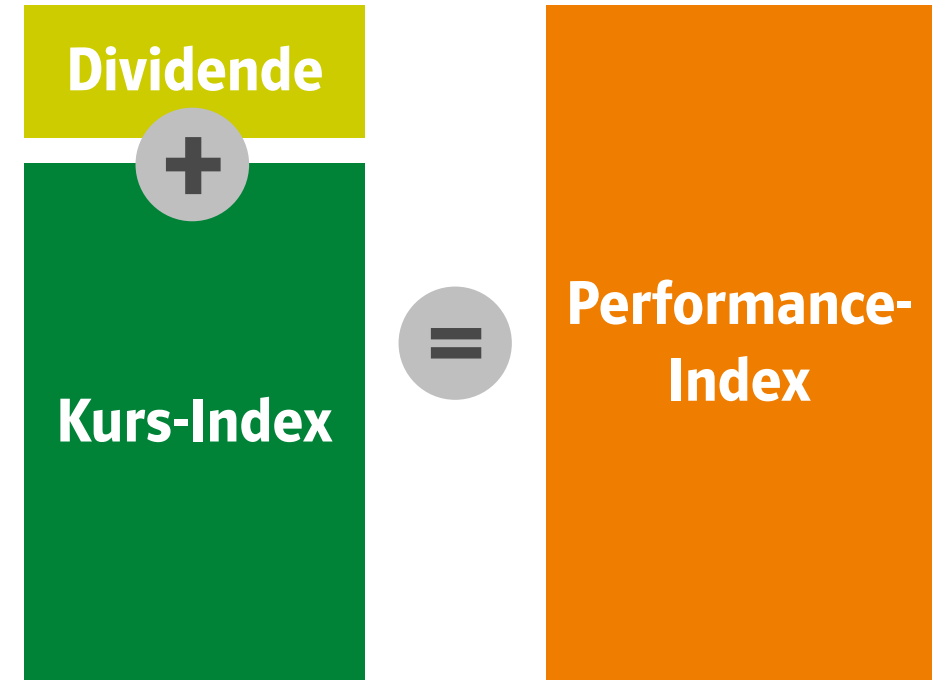 Dividende
+
Kurs-Index
=
Performance-
Index